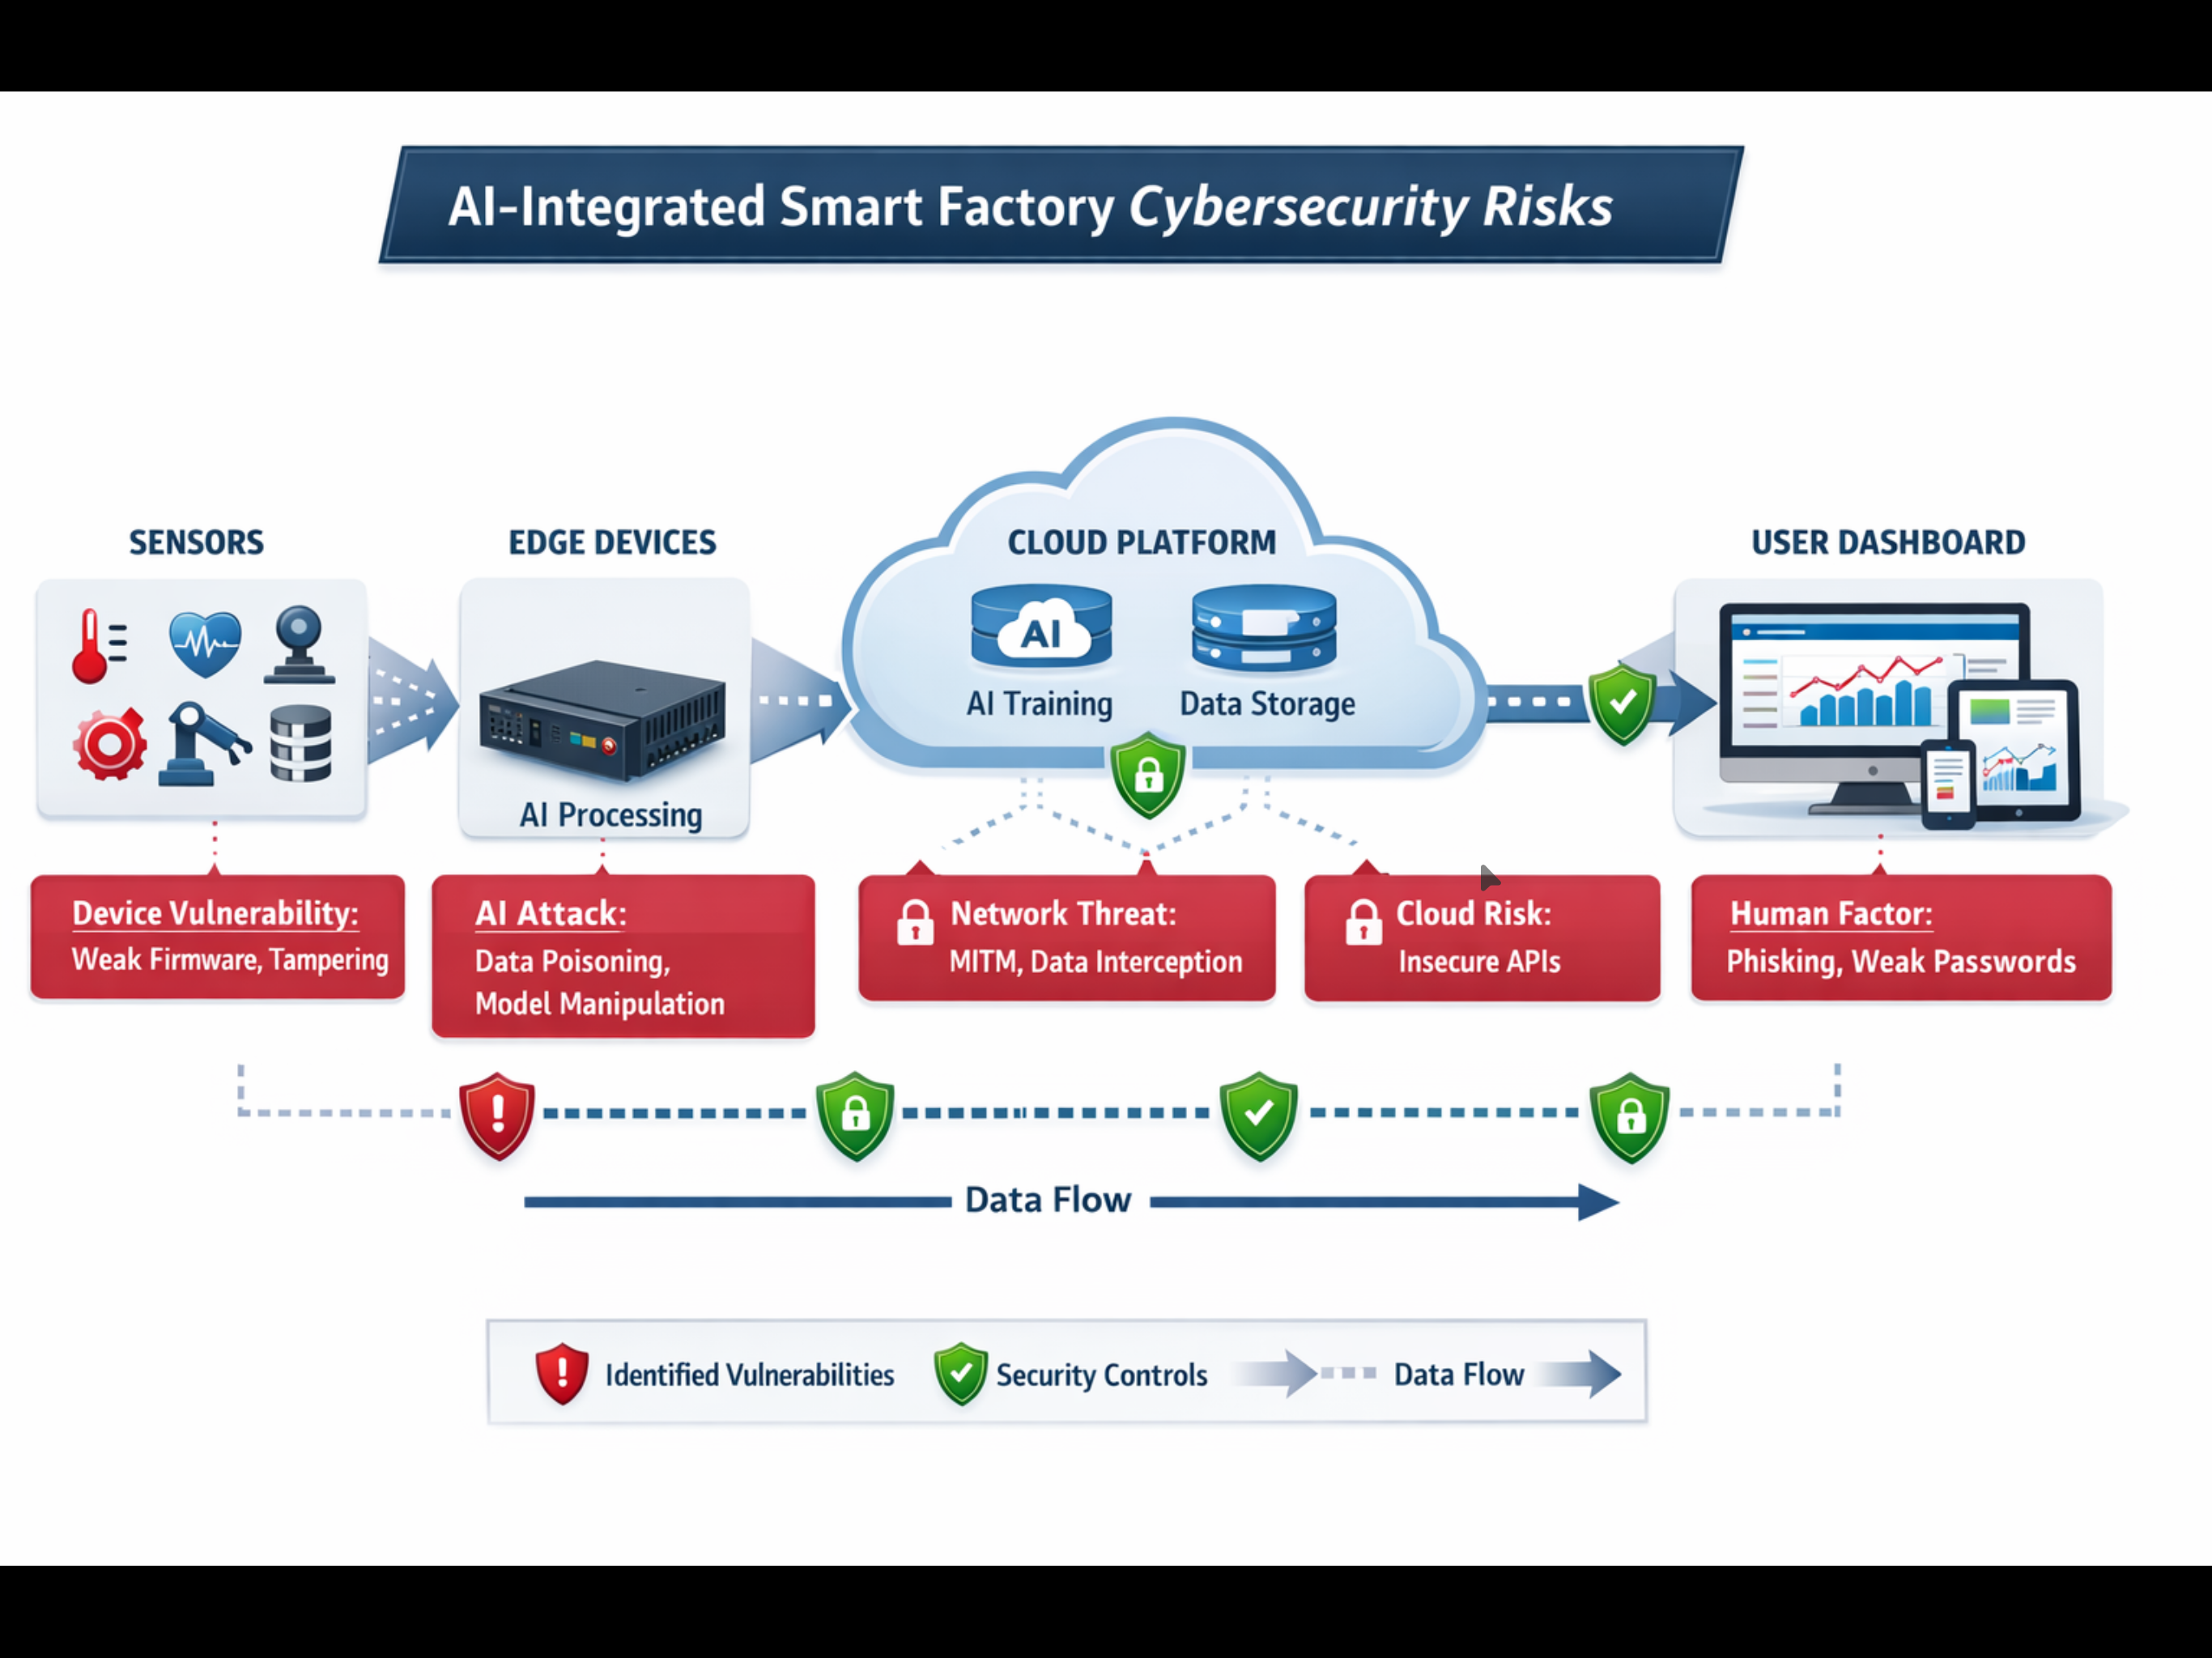 AI-Integrated Smart Factory Cybersecurity Risks
SENSORS
EDGE DEVICES
AI Processing
CLOUD PLATFORM
AI
AI Training
Data Storage
USER DASHBOARD
Device Vulnerability:
Weak Firmware, Tampering
AI Attack:
Data Poisoning,
Model Manipulation
Network Threat:
MITM, Data Interception
Cloud Risk:
Insecure APIs
Human Factor:
Phisking, Weak Passwords
Data Flow
Identified Vulnerabilities
Security Controls
Data Flow